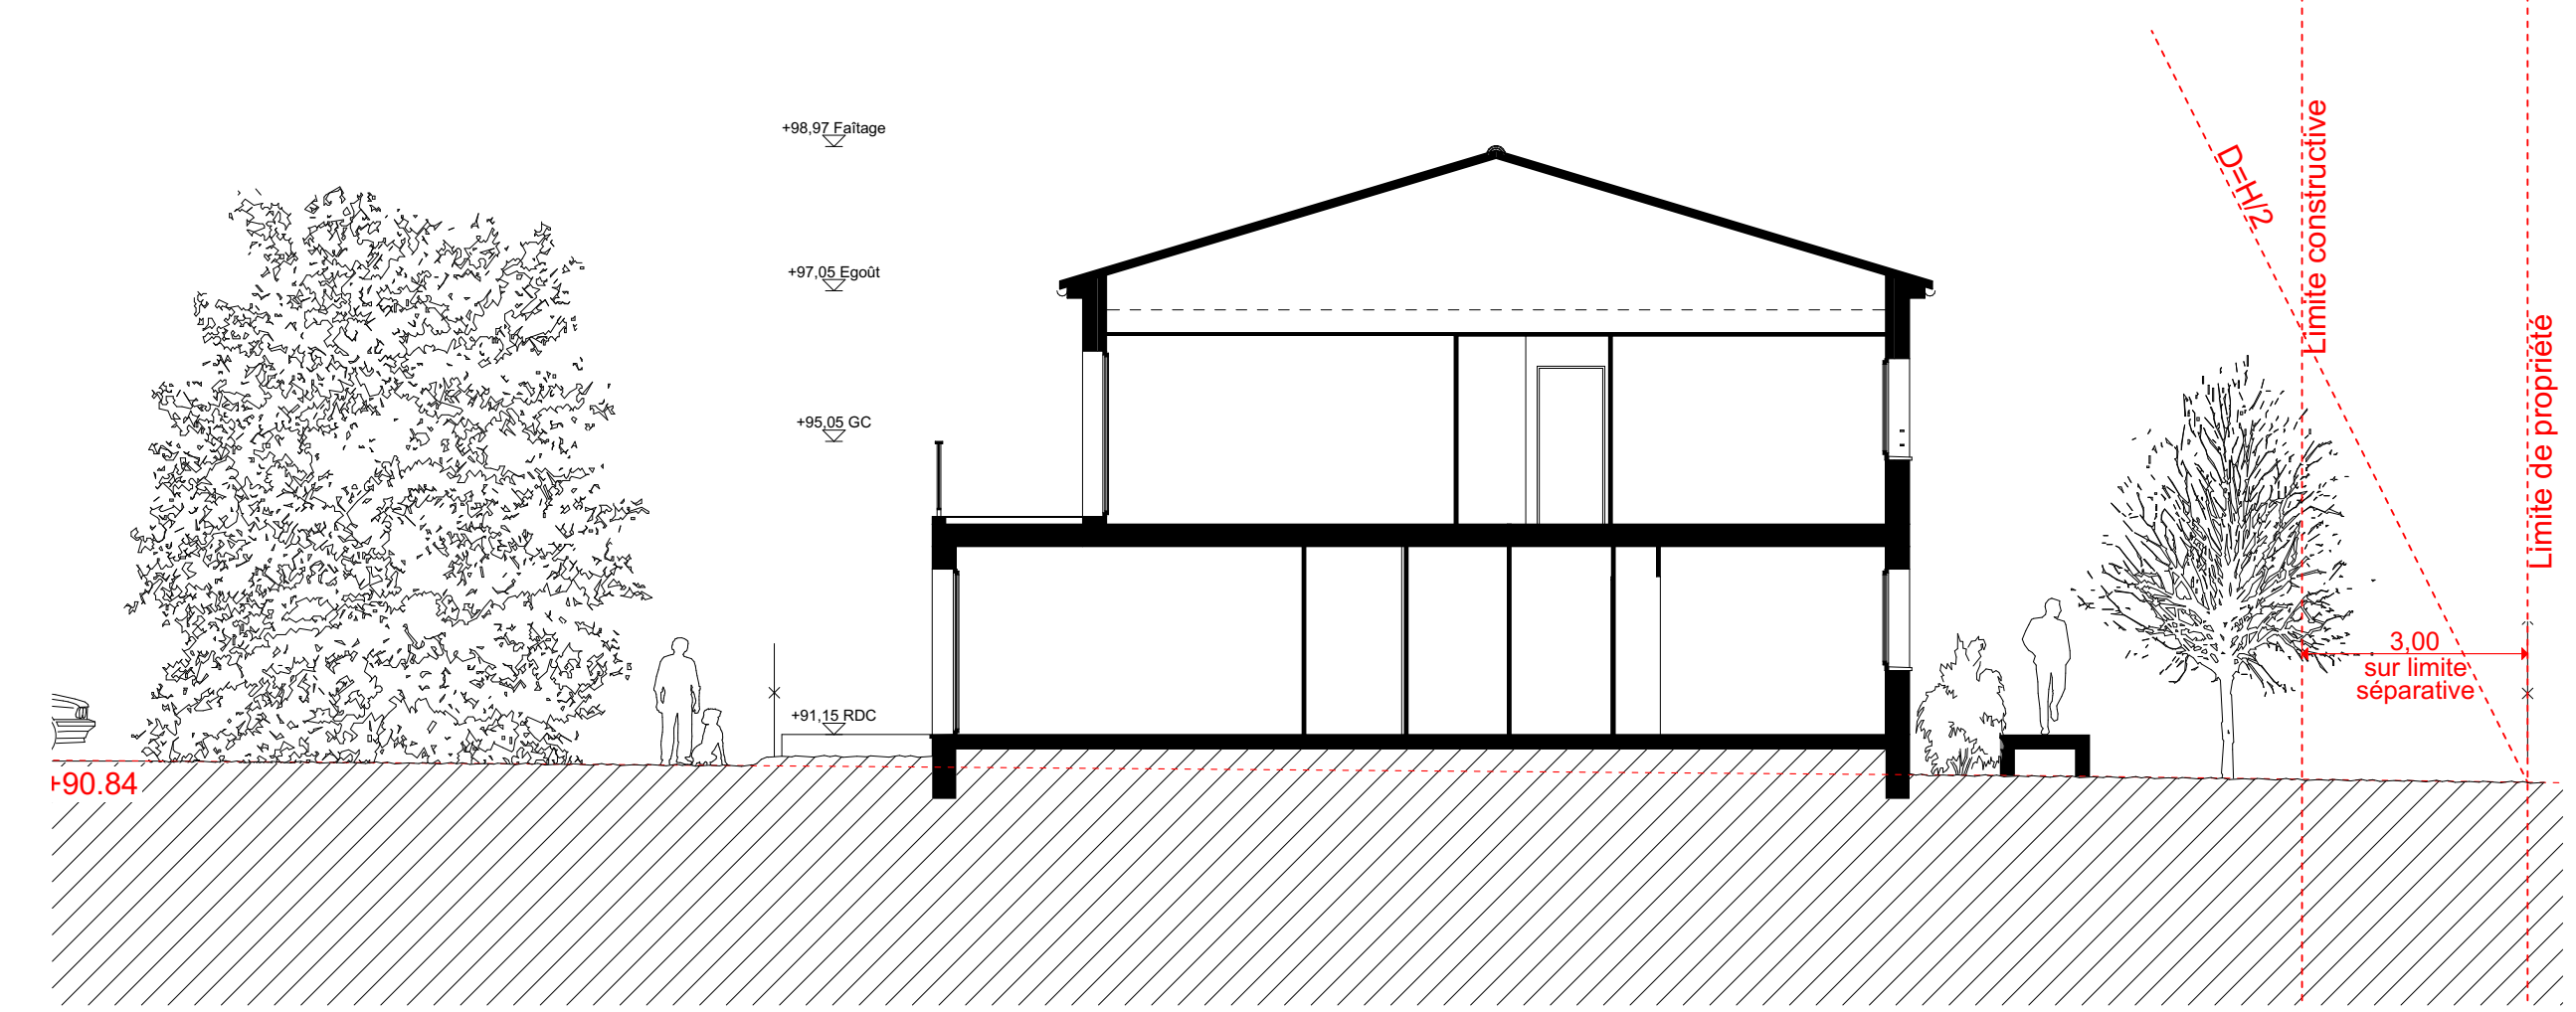 +98,97 Faîtage
+97,05 Egoût
+95,05 GC
+91,15 RDC
+90.84
D=H/2
Limite constructive
Limite de propriété
3,00
sur limite
séparative